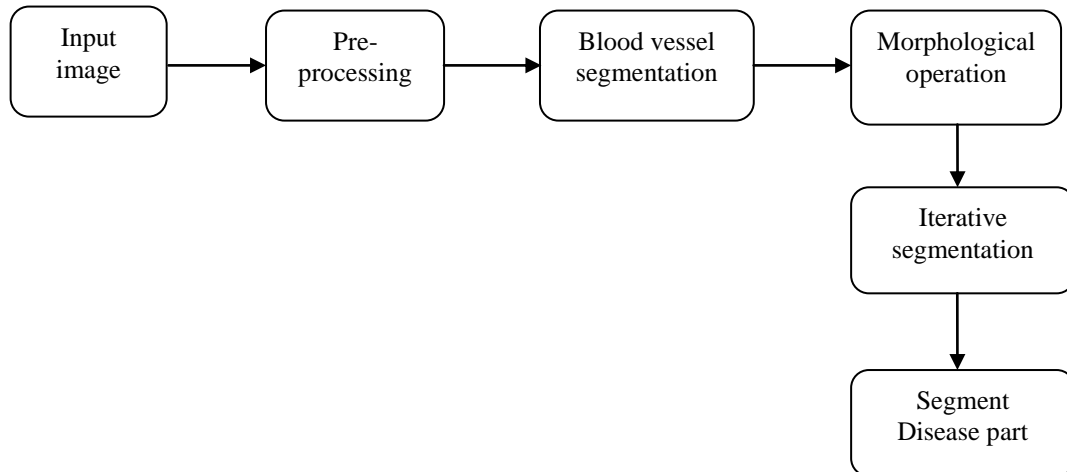 Input
image
Pre-
processing
Blood vessel
segmentation
Morphological
operation
Iterative
segmentation
Segment
Disease part